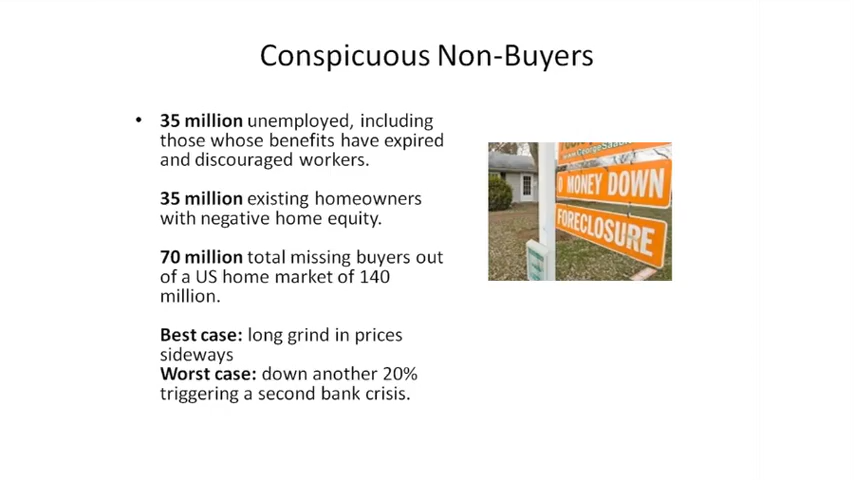 Conspicuous Non-Buyers
• 35 million unemployed, including
those whose benefits have expired
and discouraged workers.
35 million existing homeowners
with negative home equity.
70 million total missing buyers out
of a US home market of 140
million.
Best case: long grind in prices
sideways
Worst case: down another 20%
triggering a second bank crisis.
MONEY DOWN
FORECLOSURE